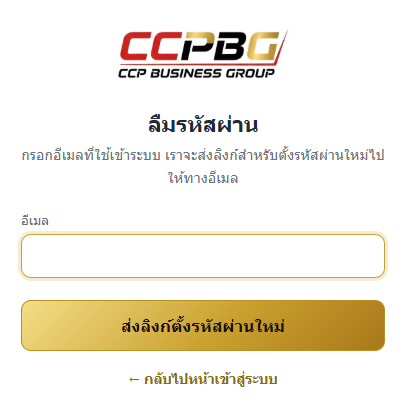 CCPBG
CCP BUSINESS GROUP
ลืมรหัสผ่าน
กรอกอีเมลที่ใช้เข้าระบบ เราจะส่งลิงก์สำหรับตั้งรหัสผ่านใหม่ไป
ให้ทางอีเมล
อีเมล
ส่งลิงก์ตั้งรหัสผ่านใหม่
← กลับไปหน้าเข้าสู่ระบบ